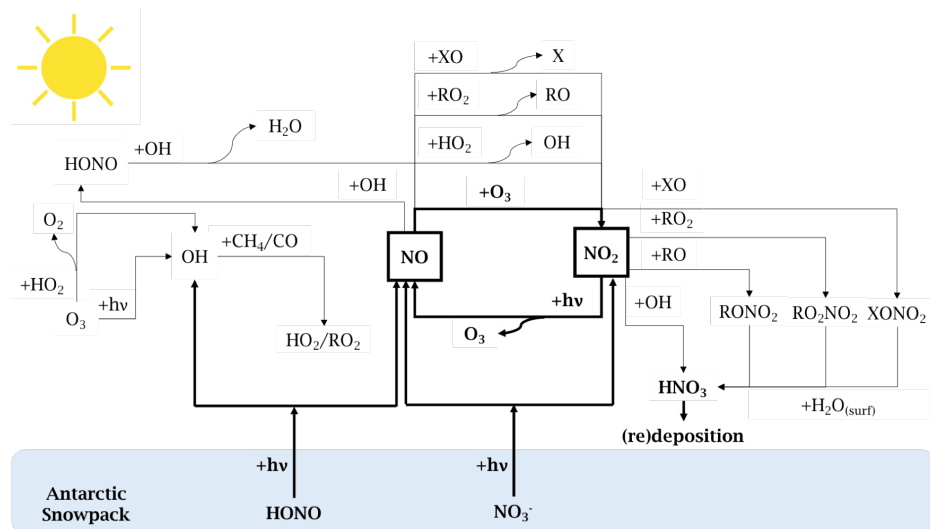 +XO
X
+RO₂
RO
H₂O
+OH
+HO₂
OH
HONO
+OH
+XO
+O₃
+RO₂
O₂
+CH₄/CO
OH
NO
NO₂
+RO
+HO₂
+hν
+hν
+OH
O₃
RONO₂
RO₂NO₂
XONO₂
O₃
HO₂/RO₂
HNO₃
+H₂O₍surf₎
(re)deposition
+hν
+hν
Antarctic
Snowpack
HONO
NO₃⁻